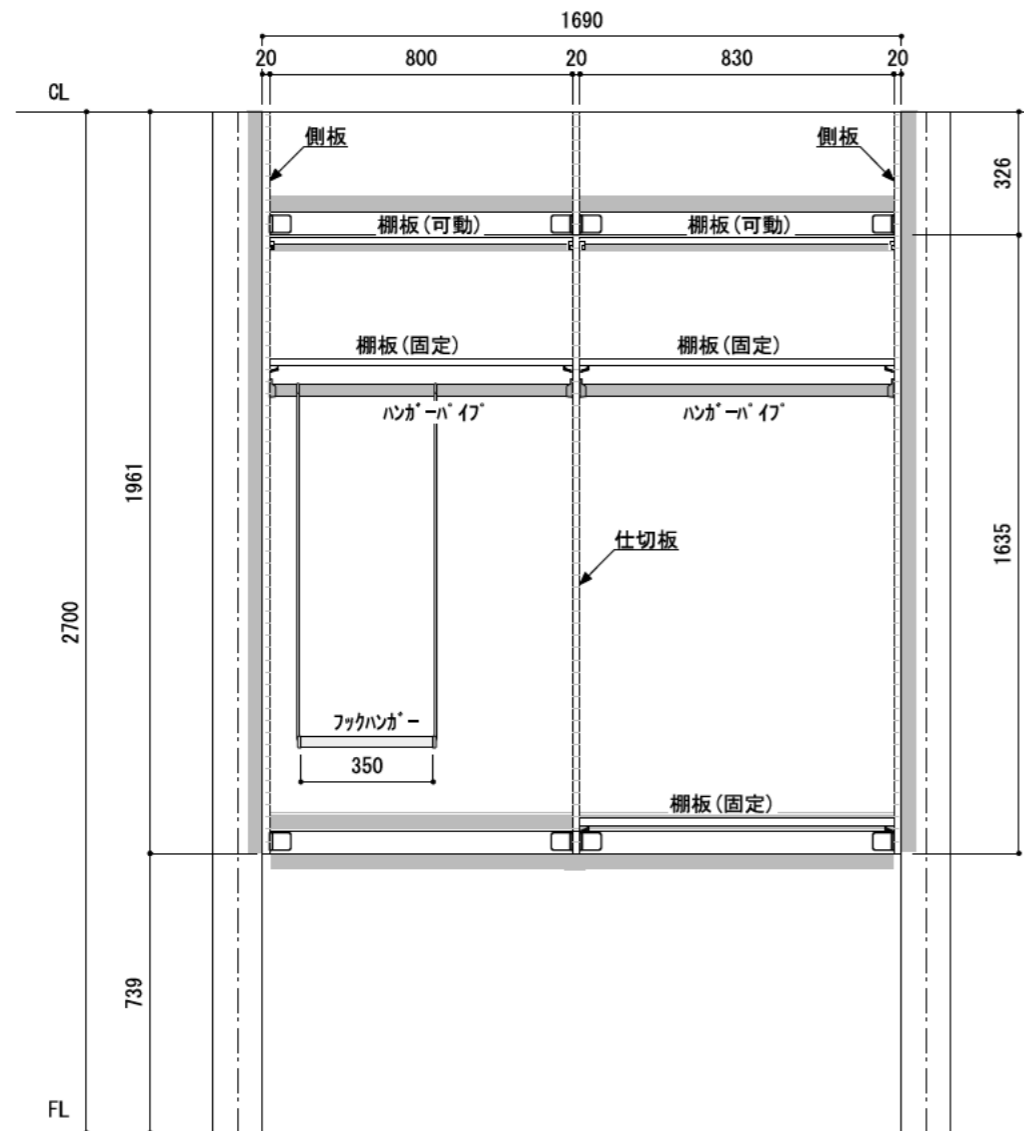 1690
20 800 20 830 20
CL
側板 側板
326
棚板(可動) 棚板(可動)
棚板(固定) 棚板(固定)
ﾊﾝｶﾞｰﾊﾟｲﾌﾟ ﾊﾝｶﾞｰﾊﾟｲﾌﾟ
1961
仕切板
1635
2700
ﾌｯｸﾊﾝｶﾞｰ
350
棚板(固定)
739
FL